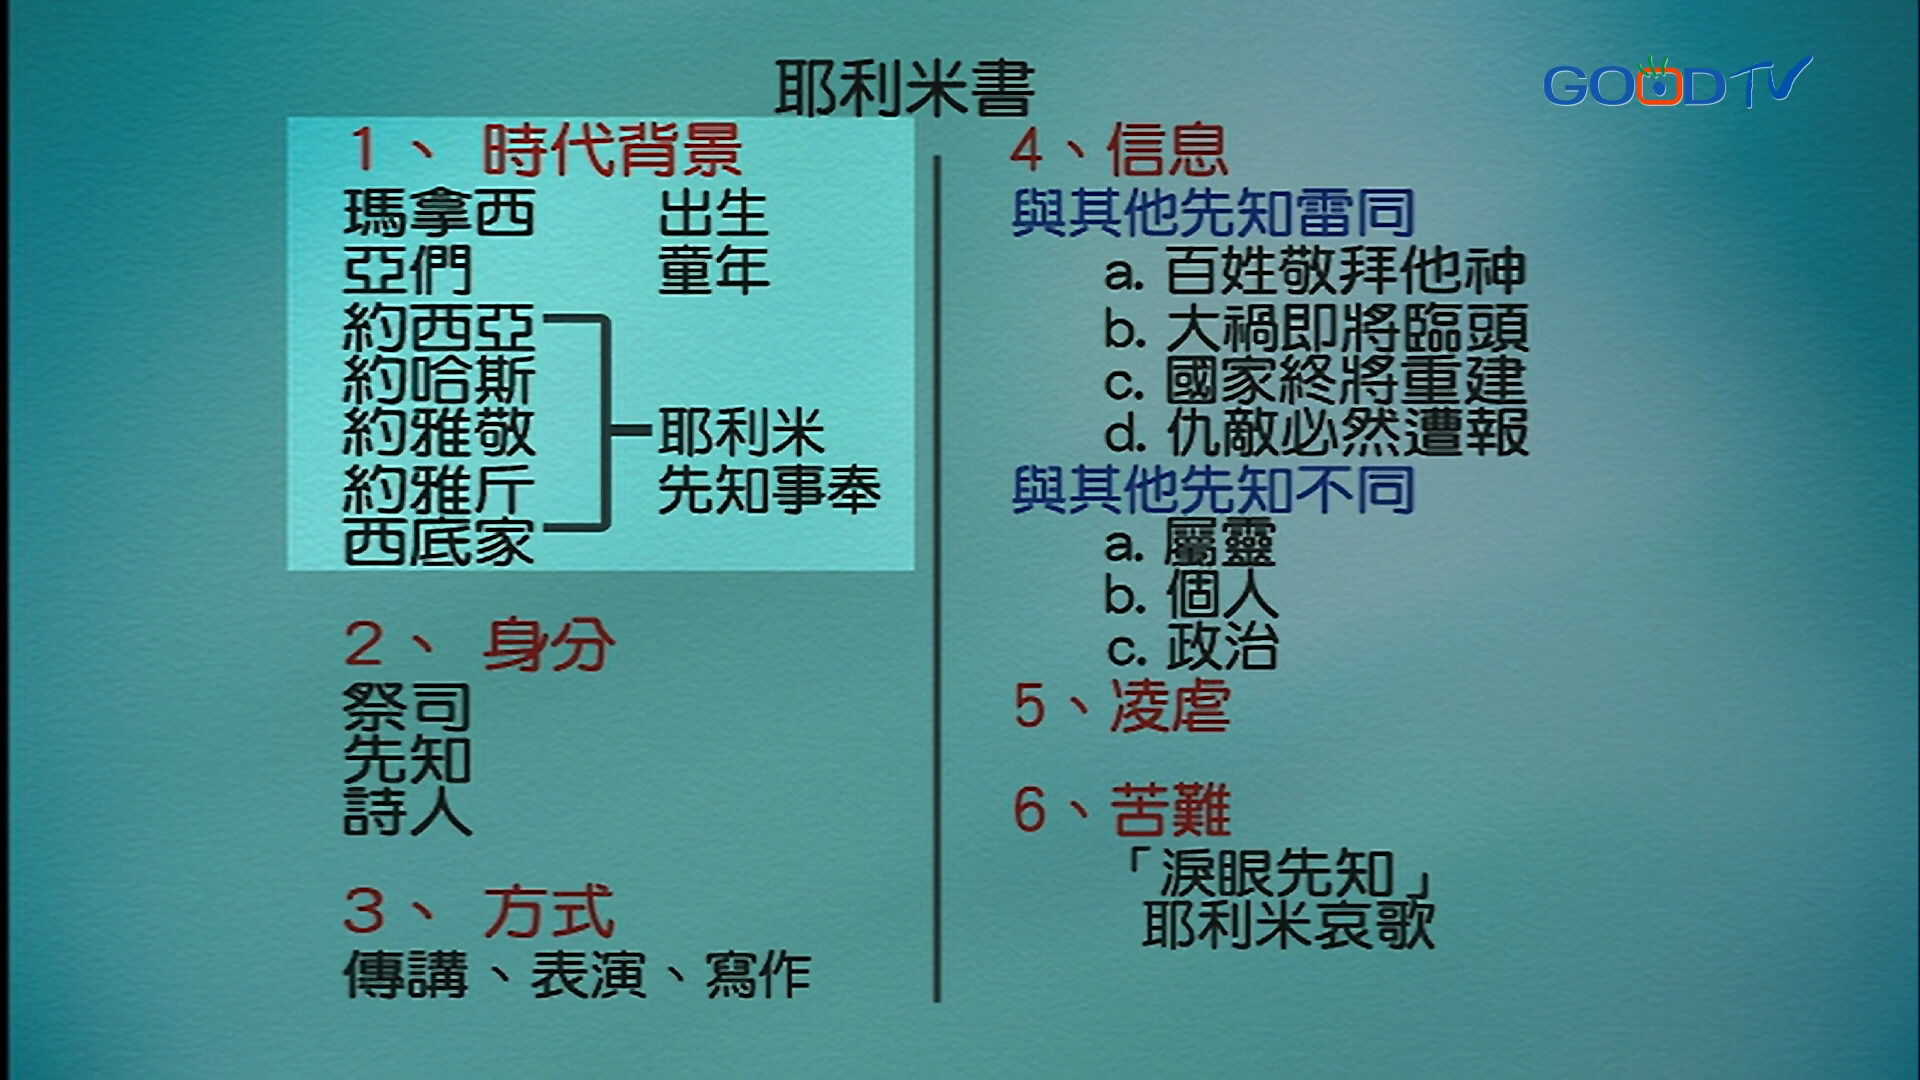 耶利米書
GOODTV
1、 時代背景
瑪拿西 出生
亞們 童年
約西亞
約哈斯
約雅敬 耶利米
約雅斤 先知事奉
西底家
2、 身分
祭司
先知
詩人
3、 方式
傳講、表演、寫作
4、信息
與其他先知雷同
a. 百姓敬拜他神
b. 大禍即將臨頭
c. 國家終將重建
d. 仇敵必然遭報
與其他先知不同
a. 屬靈
b. 個人
c. 政治
5、凌虐
6、苦難
「淚眼先知」
耶利米哀歌